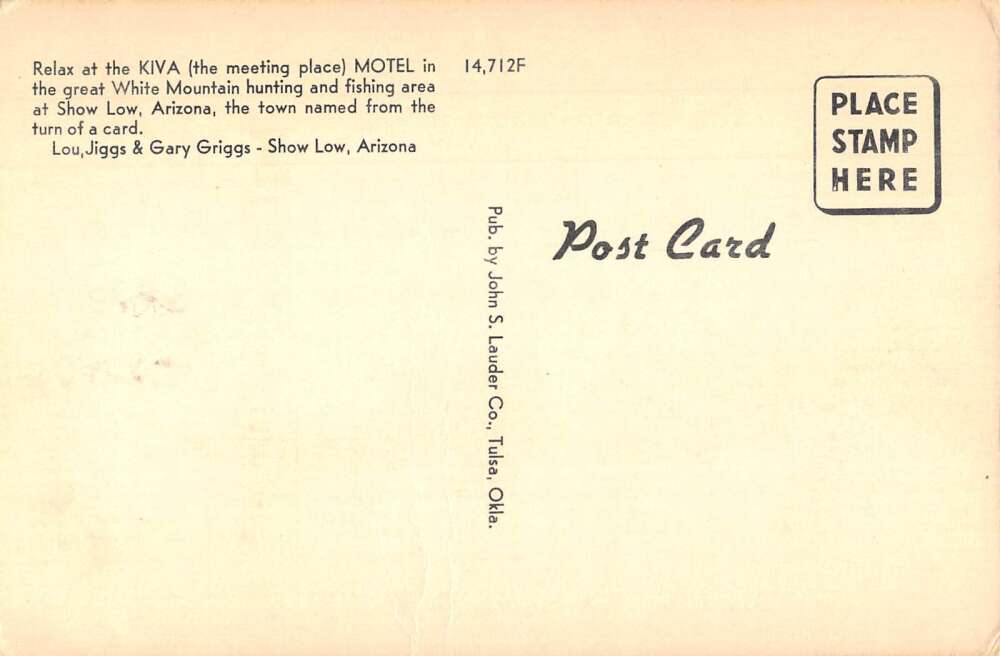 Relax at the KIVA (the meeting place) MOTEL in
the great White Mountain hunting and fishing area
at Show Low, Arizona, the town named from the
turn of a card.
Lou,Jiggs & Gary Griggs - Show Low, Arizona
14,712F
PLACE
STAMP
HERE
Post Card
Pub. by John S. Lauder Co., Tulsa, Okla.